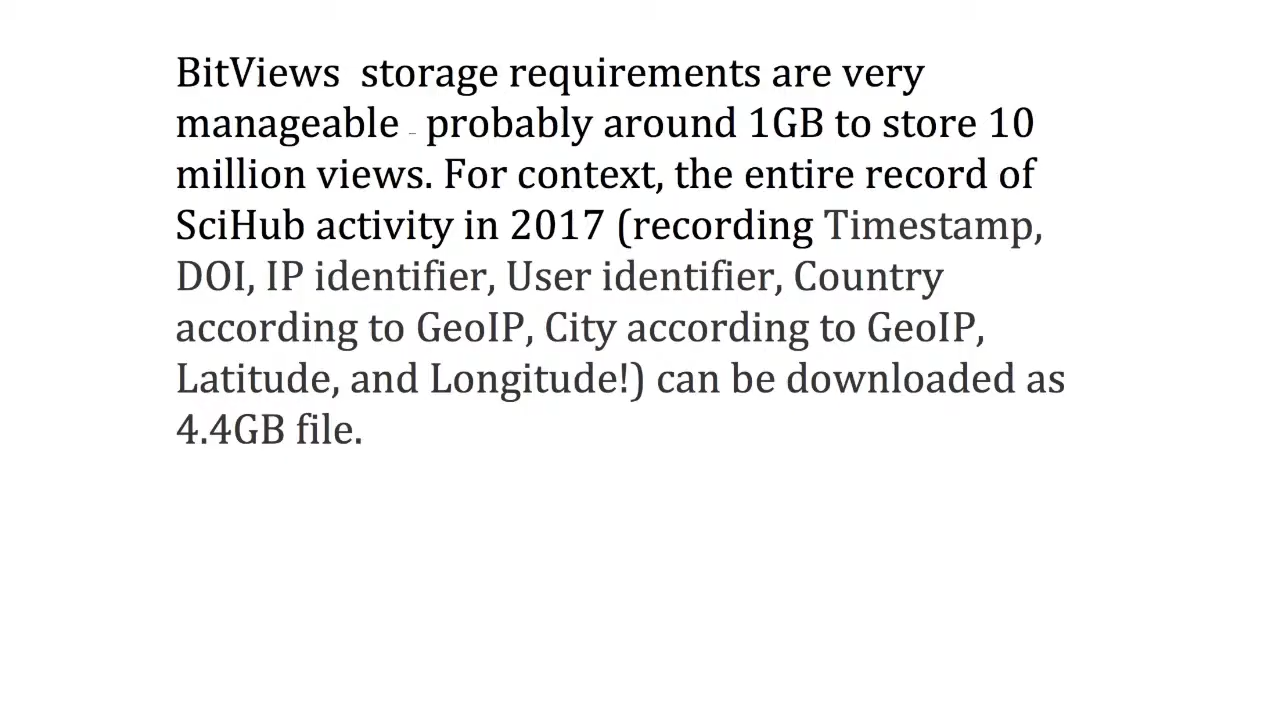 BitViews  storage requirements are very
manageable - probably around 1GB to store 10
million views. For context, the entire record of
SciHub activity in 2017 (recording Timestamp,
DOI, IP identifier, User identifier, Country
according to GeoIP, City according to GeoIP,
Latitude, and Longitude!) can be downloaded as
4.4GB file.